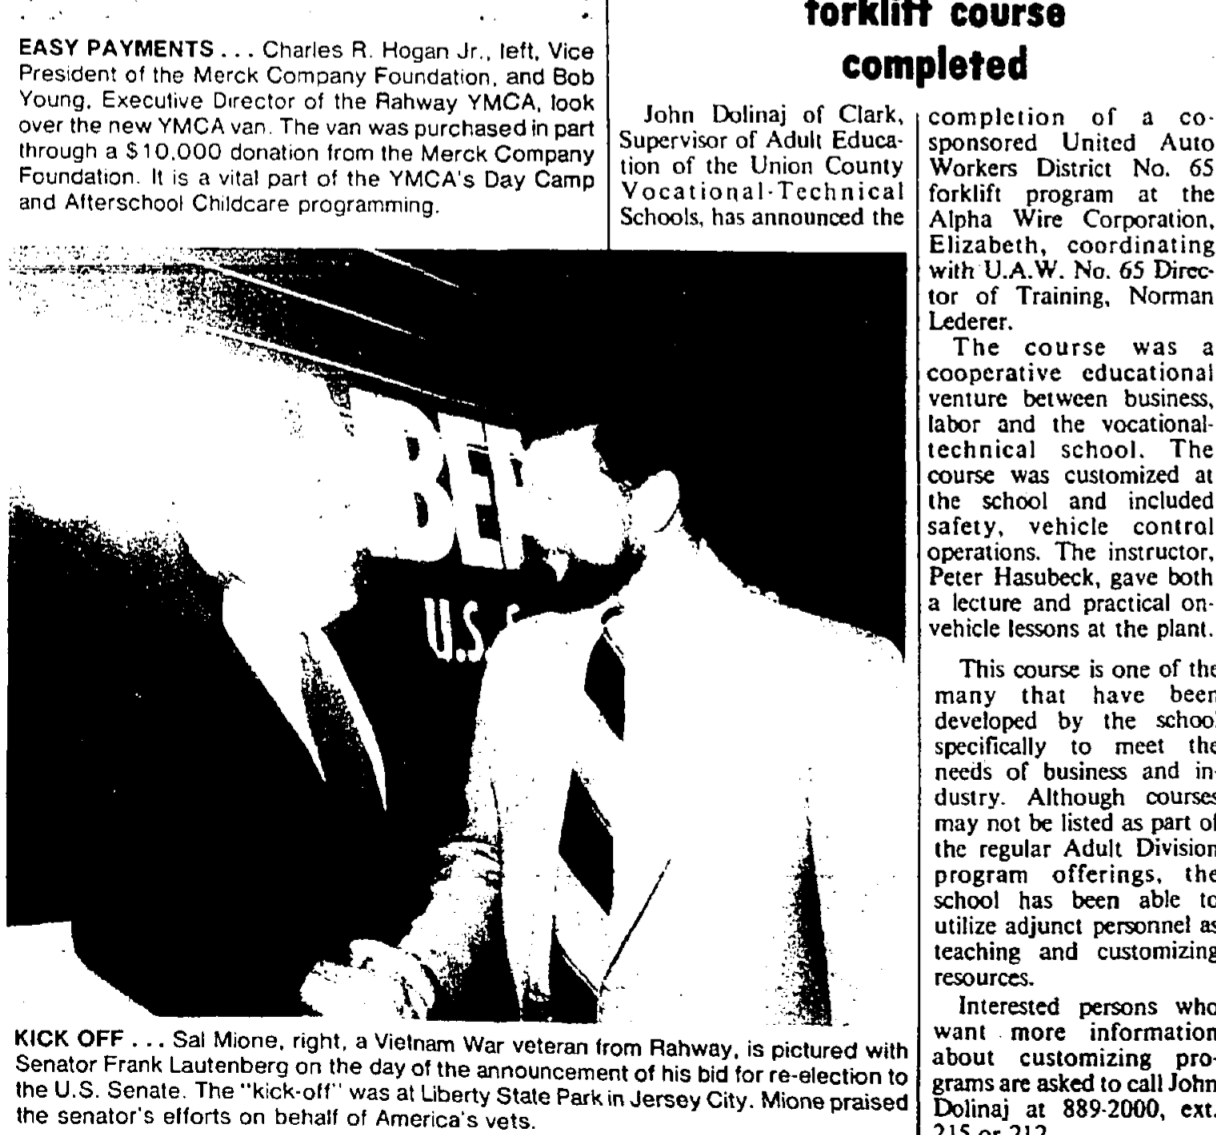 EASY PAYMENTS . . . Charles R. Hogan Jr., left, Vice
President of the Merck Company Foundation, and Bob
Young, Executive Director of the Rahway YMCA, look
over the new YMCA van. The van was purchased in part
through a $10,000 donation from the Merck Company
Foundation. It is a vital part of the YMCA's Day Camp
and Afterschool Childcare programming.
forklift course
completed
John Dolinaj of Clark,
Supervisor of Adult Educa-
tion of the Union County
Vocational-Technical
Schools, has announced the
completion of a co-
sponsored United Auto
Workers District No. 65
forklift program at the
Alpha Wire Corporation,
Elizabeth, coordinating
with U.A.W. No. 65 Direc-
tor of Training, Norman
Lederer.
The course was a
cooperative educational
venture between business,
labor and the vocational-
technical school. The
course was customized at
the school and included
safety, vehicle control
operations. The instructor,
Peter Hasubeck, gave both
a lecture and practical on-
vehicle lessons at the plant.
This course is one of the
many that have been
developed by the school
specifically to meet the
needs of business and in-
dustry. Although courses
may not be listed as part of
the regular Adult Division
program offerings, the
school has been able to
utilize adjunct personnel as
teaching and customizing
resources.
Interested persons who
want more information
about customizing pro-
grams are asked to call John
Dolinaj at 889-2000, ext.
215 or 212.
BER
U.S.
KICK OFF . . . Sal Mione, right, a Vietnam War veteran from Rahway, is pictured with
Senator Frank Lautenberg on the day of the announcement of his bid for re-election to
the U.S. Senate. The "kick-off" was at Liberty State Park in Jersey City. Mione praised
the senator's efforts on behalf of America's vets.